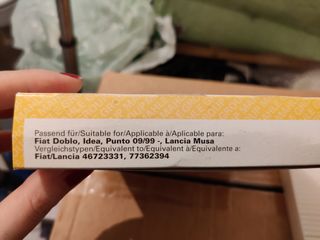 Passend für/Suitable for/Applicable à/Aplicable para:
Fiat Doblo, Idea, Punto 09/99 -, Lancia Musa
Vergleichstypen/Equivalent to/Equivalent à/Equivalente a:
Fiat/Lancia 46723331, 77362394